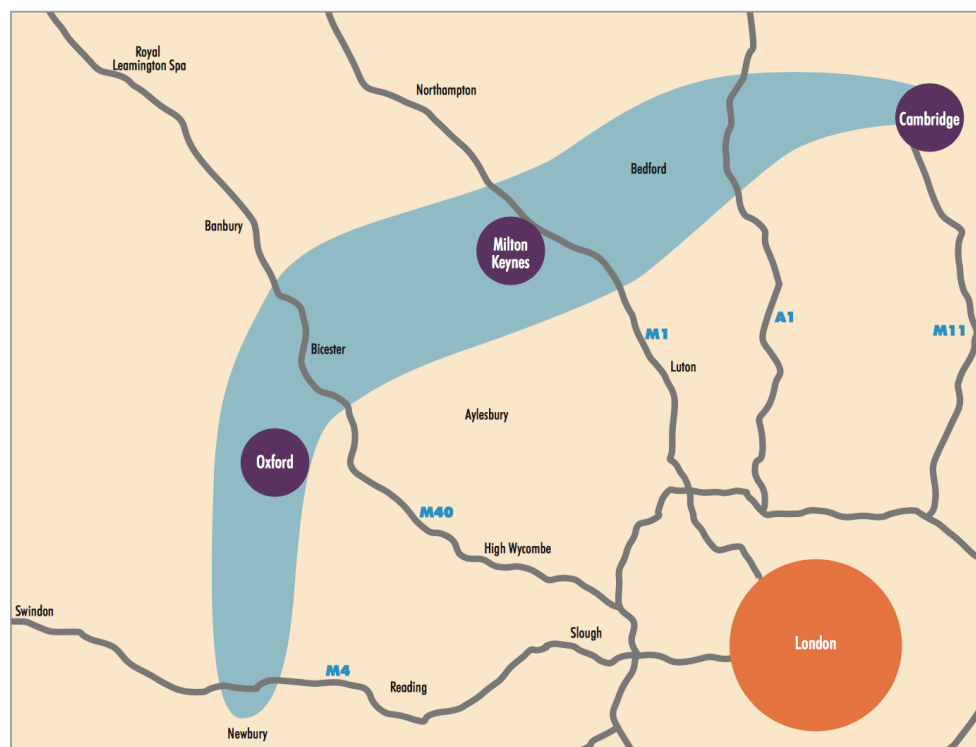 Royal
Leamington Spa
Northampton
Cambridge
Bedford
Banbury
Milton
Keynes
A1
M11
M1
Bicester
Luton
Aylesbury
Oxford
M40
High Wycombe
Swindon
Slough
London
M4
Reading
Newbury